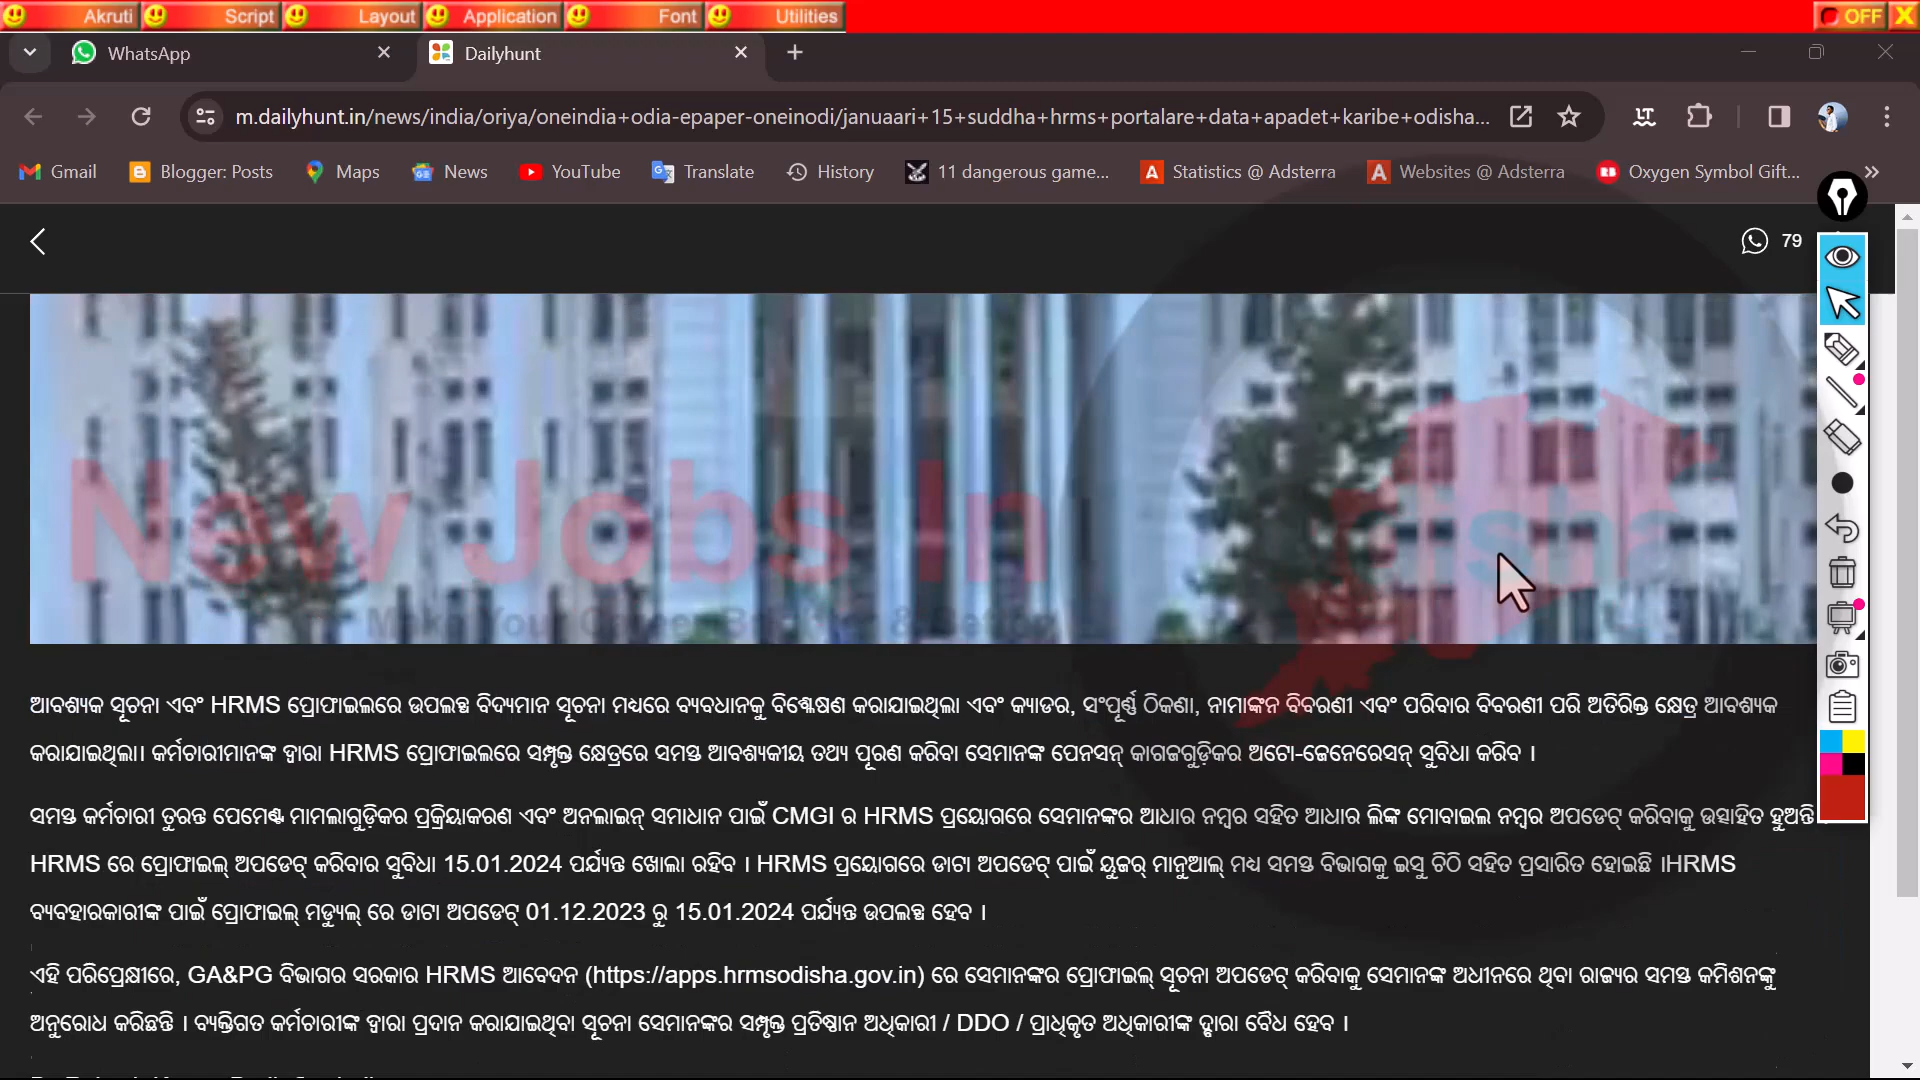 Akruti Script Layout Application Font Utilities OFF X
WhatsApp Dailyhunt
m.dailyhunt.in/news/india/oriya/oneindia+odia-epaper-oneinodi/januaari+15+suddha+hrms+portalare+data+apadet+karibe+odisha...
Gmail Blogger: Posts Maps News YouTube Translate History 11 dangerous game... Statistics @ Adsterra Websites @ Adsterra Oxygen Symbol Gift...
79
New Jobs In Odisha
Make Your Career Brighter & Better
ଆବଶ୍ୟକ ସୂଚନା ଏବଂ HRMS ପ୍ରୋଫାଇଲରେ ଉପଲବ୍ଧ ବିଦ୍ୟମାନ ସୂଚନା ମଧ୍ୟରେ ବ୍ୟବଧାନକୁ ବିଶ୍ଳେଷଣ କରାଯାଇଥିଲା ଏବଂ କ୍ୟାଡର, ସଂପୂର୍ଣ୍ଣ ଠିକଣା, ନାମାଙ୍କନ ବିବରଣୀ ଏବଂ ପରିବାର ବିବରଣୀ ପରି ଅତିରିକ୍ତ କ୍ଷେତ୍ର ଆବଶ୍ୟକ
କରାଯାଇଥିଲା। କର୍ମଚାରୀମାନଙ୍କ ଦ୍ୱାରା HRMS ପ୍ରୋଫାଇଲରେ ସମ୍ପୃକ୍ତ କ୍ଷେତ୍ରରେ ସମସ୍ତ ଆବଶ୍ୟକୀୟ ତଥ୍ୟ ପୂରଣ କରିବା ସେମାନଙ୍କ ପେନସନ୍ କାଗଜଗୁଡ଼ିକର ଅଟୋ-ଜେନେରେସନ୍ ସୁବିଧା କରିବ ।
ସମସ୍ତ କର୍ମଚାରୀ ତୁରନ୍ତ ପେମେଣ୍ଟ ମାମଲାଗୁଡ଼ିକର ପ୍ରକ୍ରିୟାକରଣ ଏବଂ ଅନଲାଇନ୍ ସମାଧାନ ପାଇଁ CMGI ର HRMS ପ୍ରୟୋଗରେ ସେମାନଙ୍କର ଆଧାର ନମ୍ବର ସହିତ ଆଧାର ଲିଙ୍କ ମୋବାଇଲ ନମ୍ବର ଅପଡେଟ୍ କରିବାକୁ ଉତ୍ସାହିତ ହୁଅନ୍ତି ।
HRMS ରେ ପ୍ରୋଫାଇଲ୍ ଅପଡେଟ୍ କରିବାର ସୁବିଧା 15.01.2024 ପର୍ଯ୍ୟନ୍ତ ଖୋଲା ରହିବ । HRMS ପ୍ରୟୋଗରେ ଡାଟା ଅପଡେଟ୍ ପାଇଁ ୟୁଜର୍ ମାନୁଆଲ୍ ମଧ୍ୟ ସମସ୍ତ ବିଭାଗକୁ ଇସୁ ଚିଠି ସହିତ ପ୍ରସାରିତ ହୋଇଛି ।HRMS
ବ୍ୟବହାରକାରୀଙ୍କ ପାଇଁ ପ୍ରୋଫାଇଲ୍ ମଡ୍ୟୁଲ୍ ରେ ଡାଟା ଅପଡେଟ୍ 01.12.2023 ରୁ 15.01.2024 ପର୍ଯ୍ୟନ୍ତ ଉପଲବ୍ଧ ହେବ ।
ଏହି ପରିପ୍ରେକ୍ଷୀରେ, GA&PG ବିଭାଗର ସରକାର HRMS ଆବେଦନ (https://apps.hrmsodisha.gov.in) ରେ ସେମାନଙ୍କର ପ୍ରୋଫାଇଲ୍ ସୂଚନା ଅପଡେଟ୍ କରିବାକୁ ସେମାନଙ୍କ ଅଧୀନରେ ଥିବା ରାଜ୍ୟର ସମସ୍ତ କମିଶନଙ୍କୁ
ଅନୁରୋଧ କରିଛନ୍ତି । ବ୍ୟକ୍ତିଗତ କର୍ମଚାରୀଙ୍କ ଦ୍ୱାରା ପ୍ରଦାନ କରାଯାଇଥିବା ସୂଚନା ସେମାନଙ୍କର ସମ୍ପୃକ୍ତ ପ୍ରତିଷ୍ଠାନ ଅଧିକାରୀ / DDO / ପ୍ରାଧିକୃତ ଅଧିକାରୀଙ୍କ ଦ୍ଵାରା ବୈଧ ହେବ ।